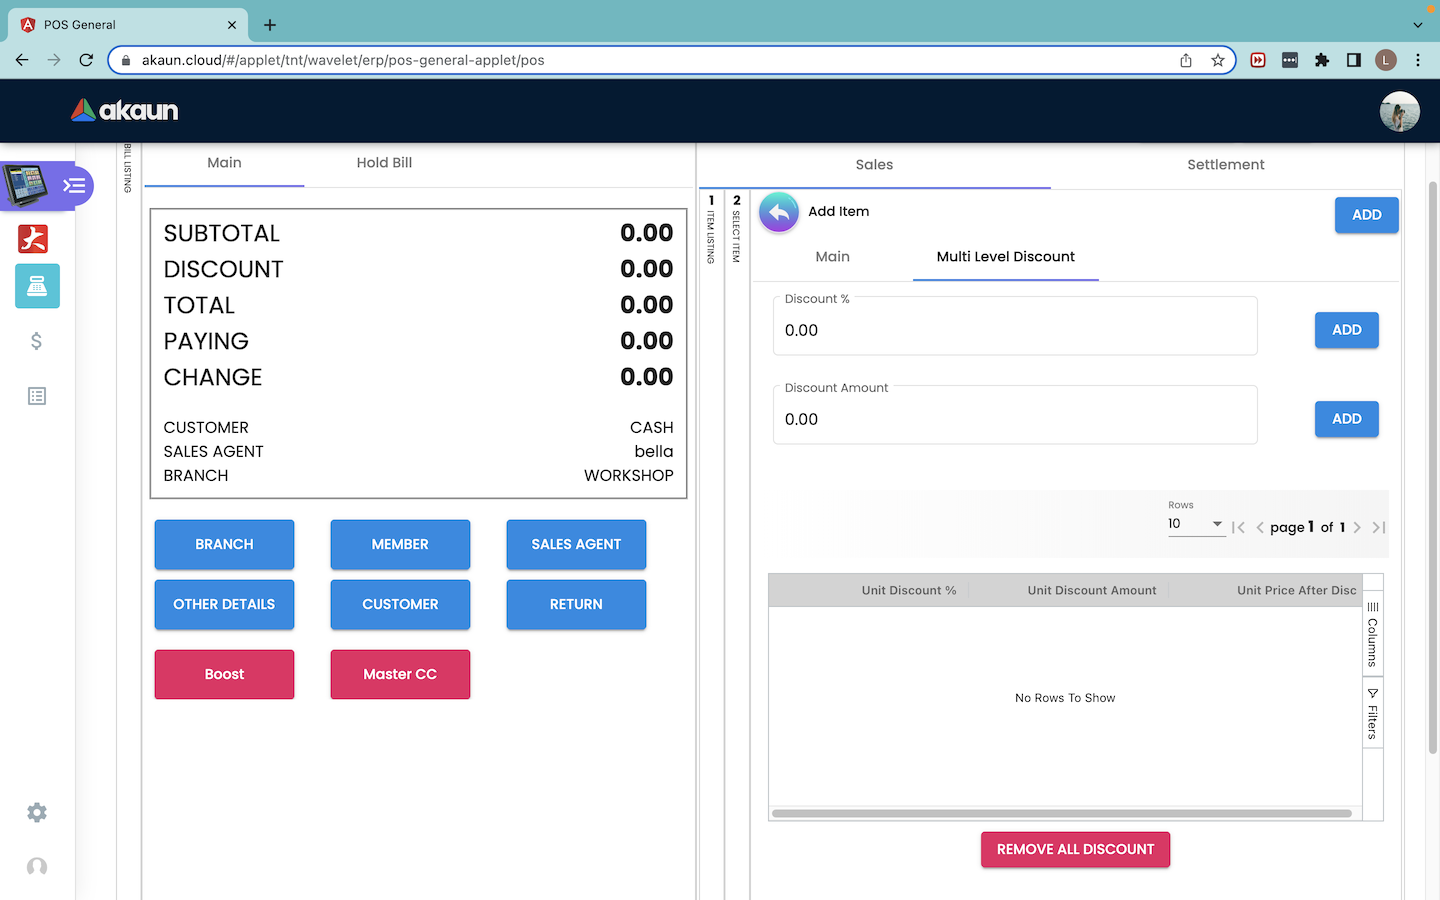 POS General
akaun.cloud/#/applet/tnt/wavelet/erp/pos-general-applet/pos
L
akaun
BILL LISTING
Main
Hold Bill
SUBTOTAL 0.00
DISCOUNT 0.00
TOTAL 0.00
PAYING 0.00
CHANGE 0.00
CUSTOMER CASH
SALES AGENT bella
BRANCH WORKSHOP
BRANCH
MEMBER
SALES AGENT
OTHER DETAILS
CUSTOMER
RETURN
Boost
Master CC
Sales
Settlement
1 ITEM LISTING
2 SELECT ITEM
Add Item
ADD
Main
Multi Level Discount
Discount %
0.00
ADD
Discount Amount
0.00
ADD
Rows
10
page 1 of 1
Unit Discount %
Unit Discount Amount
Unit Price After Disc
Columns
Filters
No Rows To Show
REMOVE ALL DISCOUNT